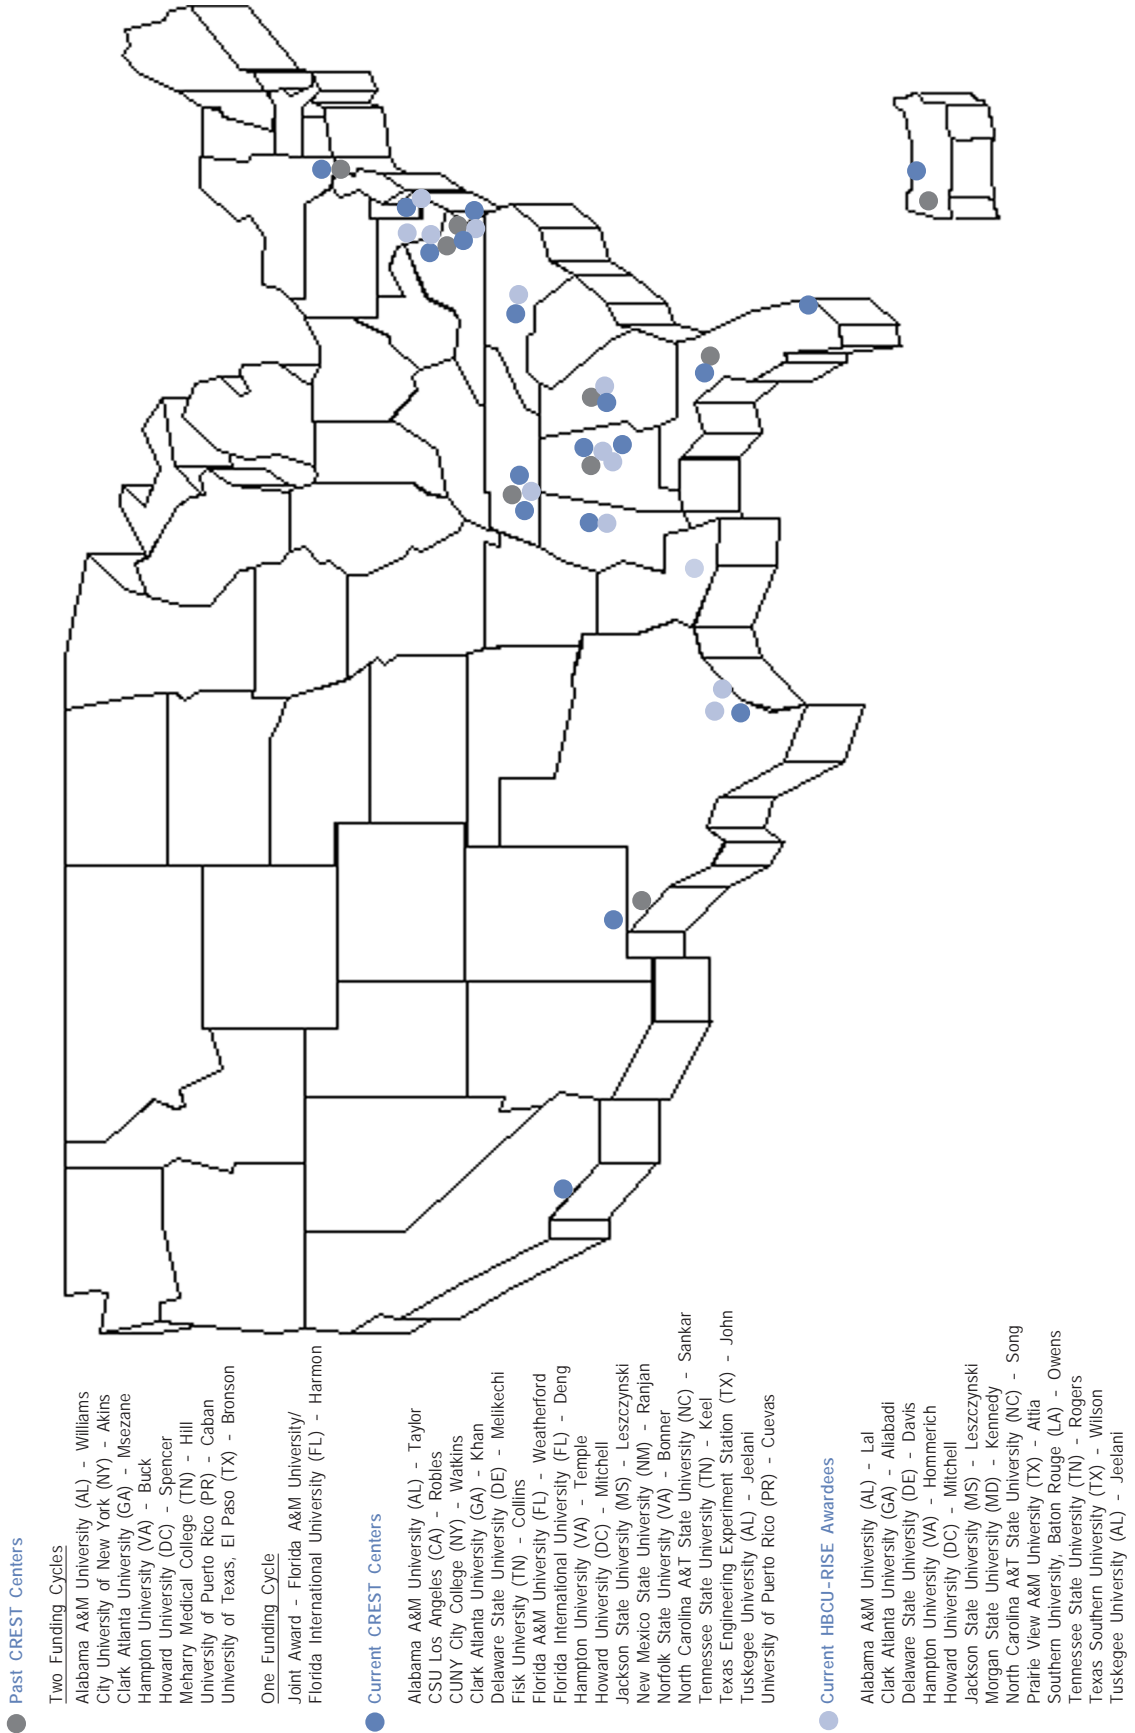 Past CREST Centers
Two Funding Cycles
Alabama A&M University (AL) - Williams
City University of New York (NY) - Akins
Clark Atlanta University (GA) - Msezane
Hampton University (VA) - Buck
Howard University (DC) - Spencer
Meharry Medical College (TN) - Hill
University of Puerto Rico (PR) - Caban
University of Texas, El Paso (TX) - Bronson
One Funding Cycle
Joint Award - Florida A&M University/
Florida International University (FL) - Harmon
Current CREST Centers
Alabama A&M University (AL) - Taylor
CSU Los Angeles (CA) - Robles
CUNY City College (NY) - Watkins
Clark Atlanta University (GA) - Khan
Delaware State University (DE) - Melikechi
Fisk University (TN) - Collins
Florida A&M University (FL) - Weatherford
Florida International University (FL) - Deng
Hampton University (VA) - Temple
Howard University (DC) - Mitchell
Jackson State University (MS) - Leszczynski
New Mexico State University (NM) - Ranjan
Norfolk State University (VA) - Bonner
North Carolina A&T State University (NC) - Sankar
Tennessee State University (TN) - Keel
Texas Engineering Experiment Station (TX) - John
Tuskegee University (AL) - Jeelani
University of Puerto Rico (PR) - Cuevas
Current HBCU-RISE Awardees
Alabama A&M University (AL) - Lal
Clark Atlanta University (GA) - Aliabadi
Delaware State University (DE) - Davis
Hampton University (VA) - Hommerich
Howard University (DC) - Mitchell
Jackson State University (MS) - Leszczynski
Morgan State University (MD) - Kennedy
North Carolina A&T State University (NC) - Song
Prairie View A&M University (TX) - Attia
Southern University, Baton Rouge (LA) - Owens
Tennessee State University (TN) - Rogers
Texas Southern University (TX) - Wilson
Tuskegee University (AL) - Jeelani